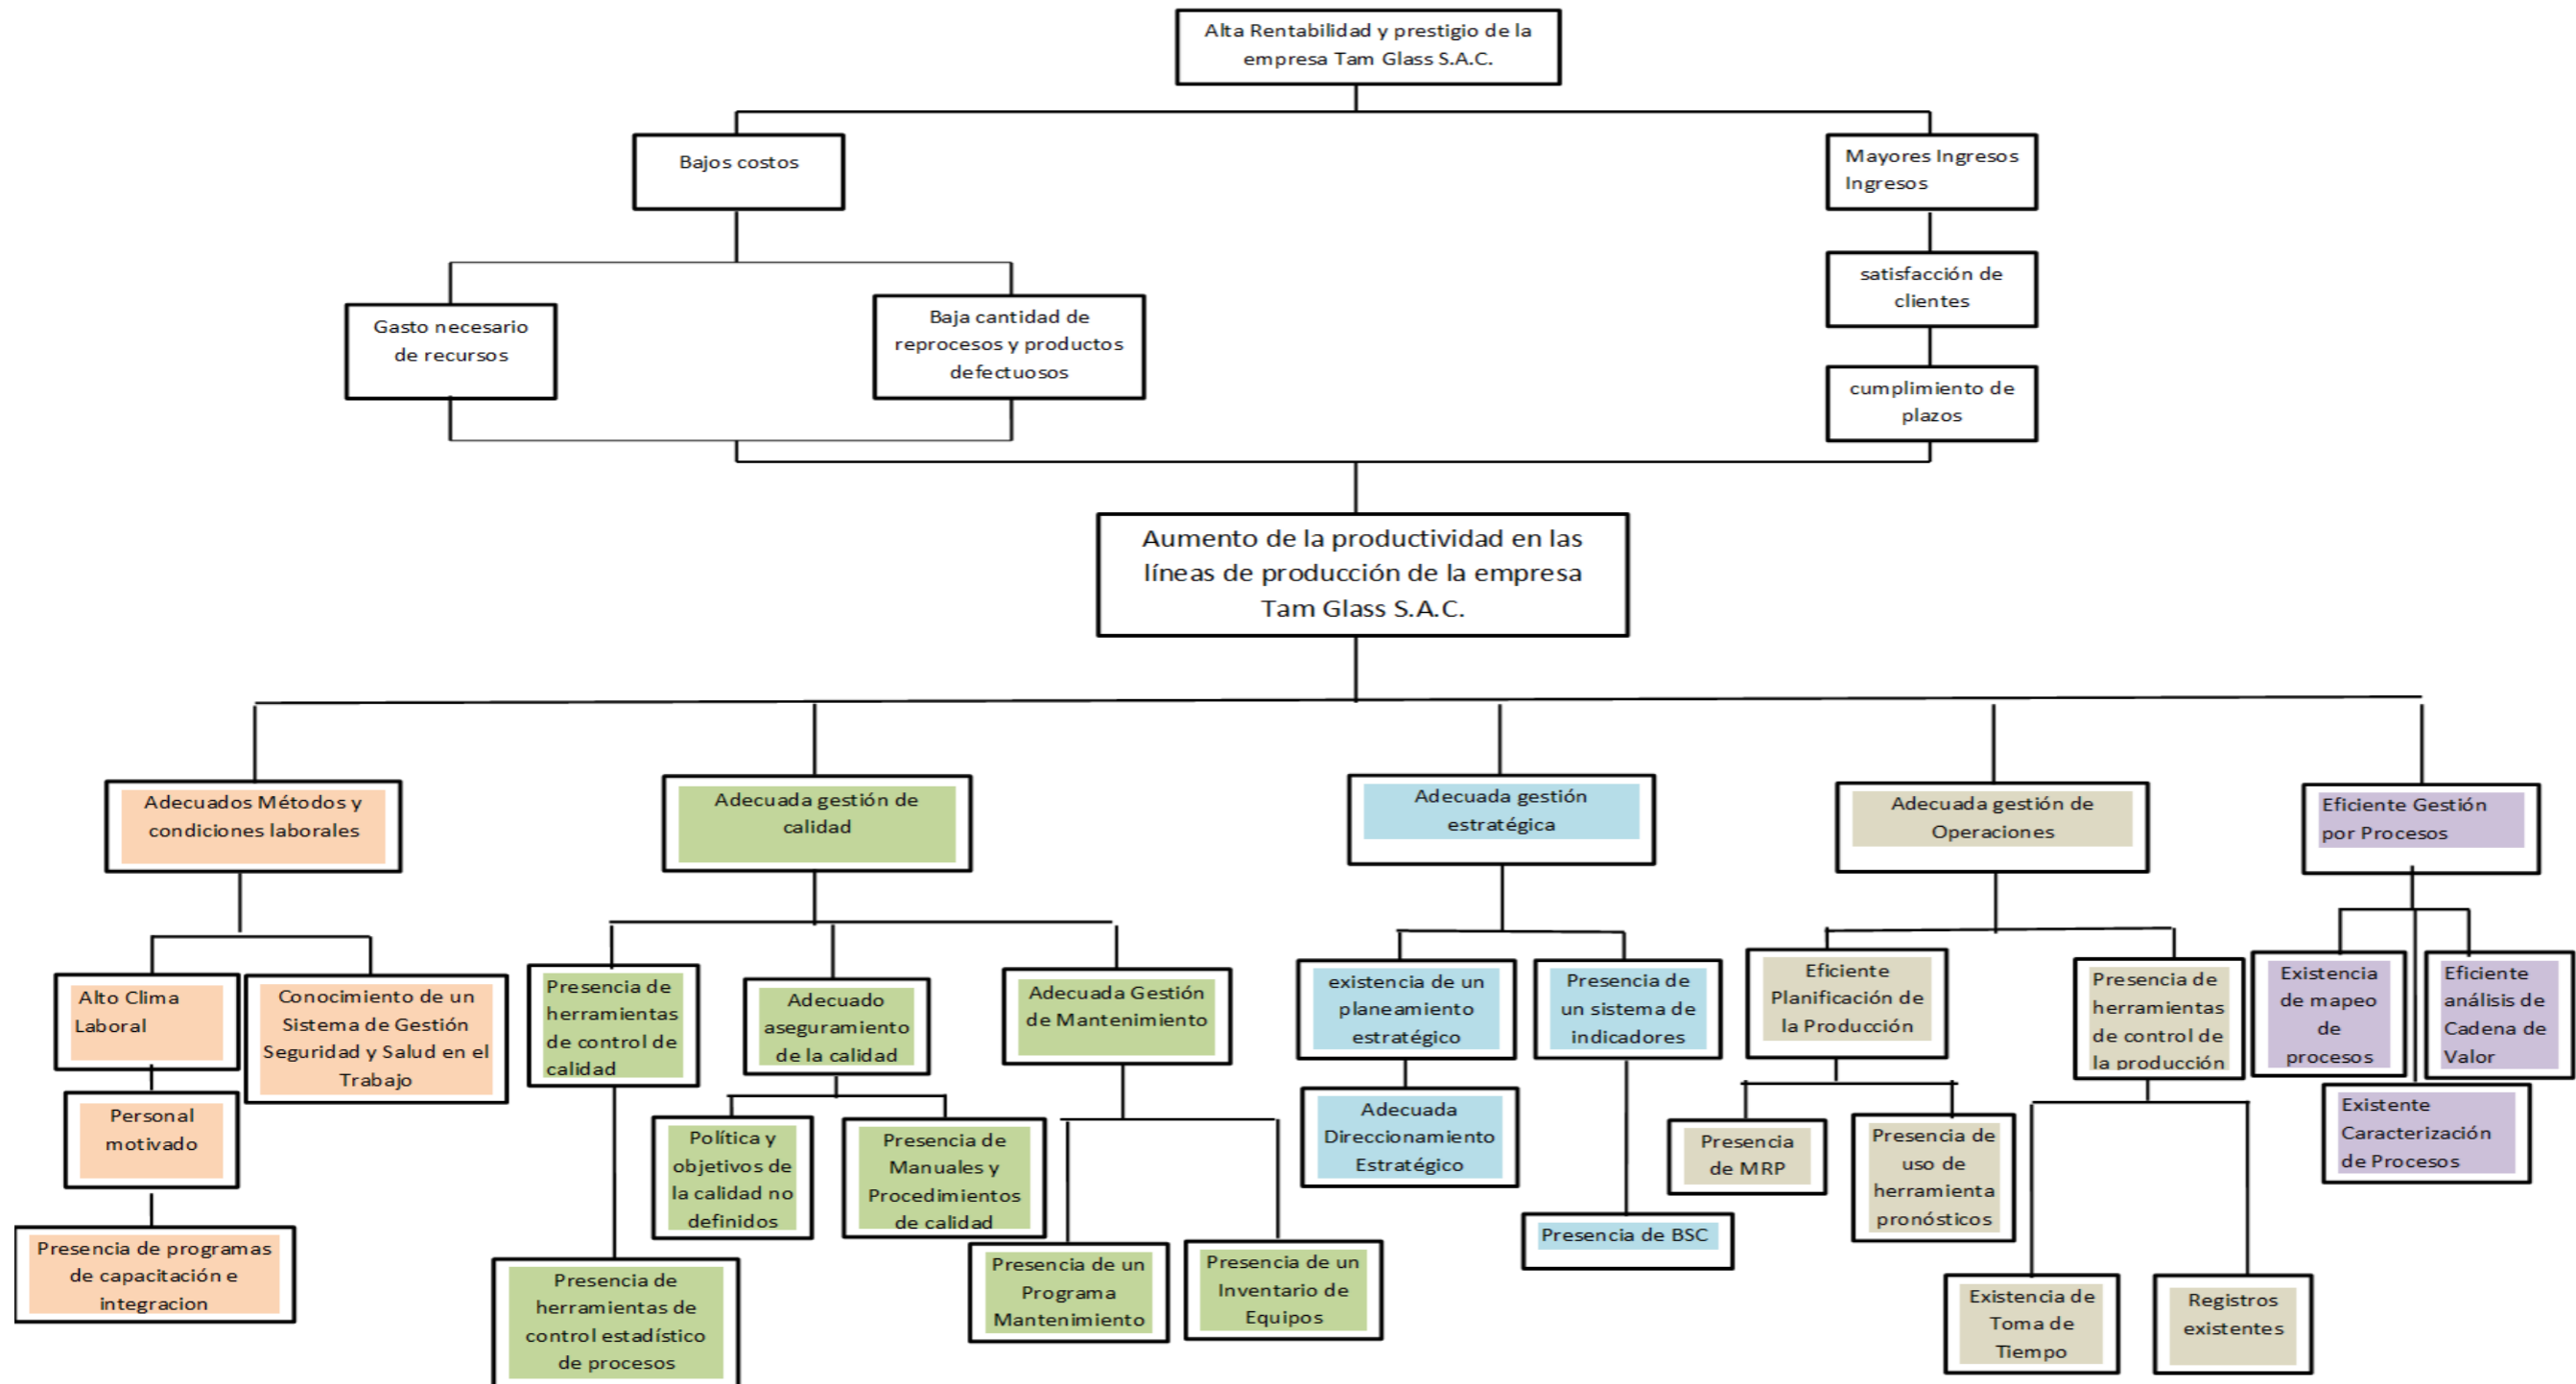 Alta Rentabilidad y prestigio de la
empresa Tam Glass S.A.C.
Bajos costos
Mayores Ingresos
Ingresos
satisfacción de
clientes
Gasto necesario
de recursos
Baja cantidad de
reprocesos y productos
defectuosos
cumplimiento de
plazos
Aumento de la productividad en las
líneas de producción de la empresa
Tam Glass S.A.C.
Adecuados Métodos y
condiciones laborales
Adecuada gestión de
calidad
Adecuada gestión
estratégica
Adecuada gestión de
Operaciones
Eficiente Gestión
por Procesos
Alto Clima
Laboral
Conocimiento de un
Sistema de Gestión
Seguridad y Salud en el
Trabajo
Presencia de
herramientas
de control de
calidad
Adecuado
aseguramiento
de la calidad
Adecuada Gestión
de Mantenimiento
existencia de un
planeamiento
estratégico
Presencia de
un sistema de
indicadores
Eficiente
Planificación de
la Producción
Presencia de
herramientas
de control de
la producción
Existencia
de mapeo
de
procesos
Eficiente
análisis de
Cadena de
Valor
Personal
motivado
Política y
objetivos de
la calidad no
definidos
Presencia de
Manuales y
Procedimientos
de calidad
Adecuada
Direccionamiento
Estratégico
Presencia
de MRP
Presencia de
uso de
herramienta
pronósticos
Existente
Caracterización
de Procesos
Presencia de programas
de capacitación e
integracion
Presencia de
herramientas de
control estadístico
de procesos
Presencia de un
Programa
Mantenimiento
Presencia de un
Inventario de
Equipos
Presencia de BSC
Existencia de
Toma de
Tiempo
Registros
existentes